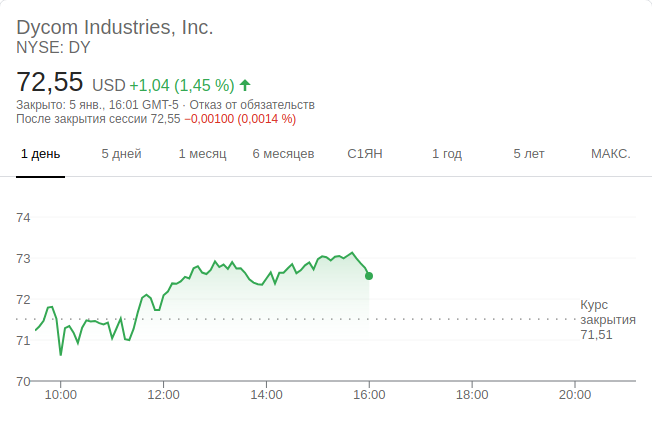 Dycom Industries, Inc.
NYSE: DY
72,55 USD +1,04 (1,45 %)
Закрыто: 5 янв., 16:01 GMT-5 · Отказ от обязательств
После закрытия сессии 72,55 −0,00100 (0,0014 %)
1 день 5 дней 1 месяц 6 месяцев С1ЯН 1 год 5 лет МАКС.
74
73
72
Курс
закрытия
71,51
71
70
10:00 12:00 14:00 16:00 18:00 20:00